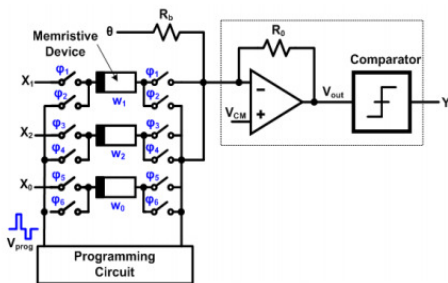 θ
R_b
Memristive
Device
R_0
Comparator
X_1
φ_1
φ_1
φ_2
φ_2
w_1
V_out
Y
X_2
φ_3
φ_3
V_CM
φ_4
φ_4
w_2
X_0
φ_5
φ_5
φ_6
φ_6
w_0
V_prog
Programming
Circuit